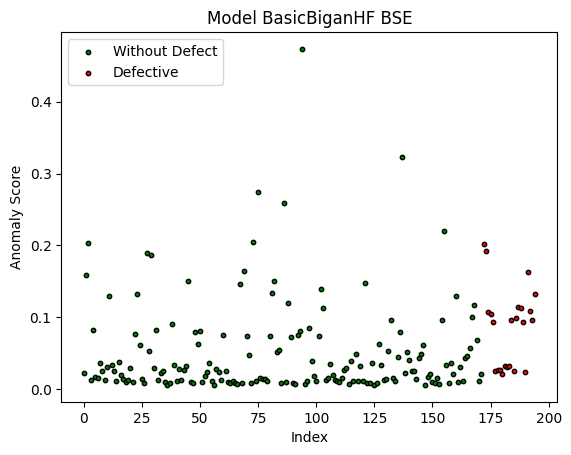 Model BasicBiganHF BSE
Without Defect
Defective
Anomaly Score
0.4
0.3
0.2
0.1
0.0
0 25 50 75 100 125 150 175 200
Index